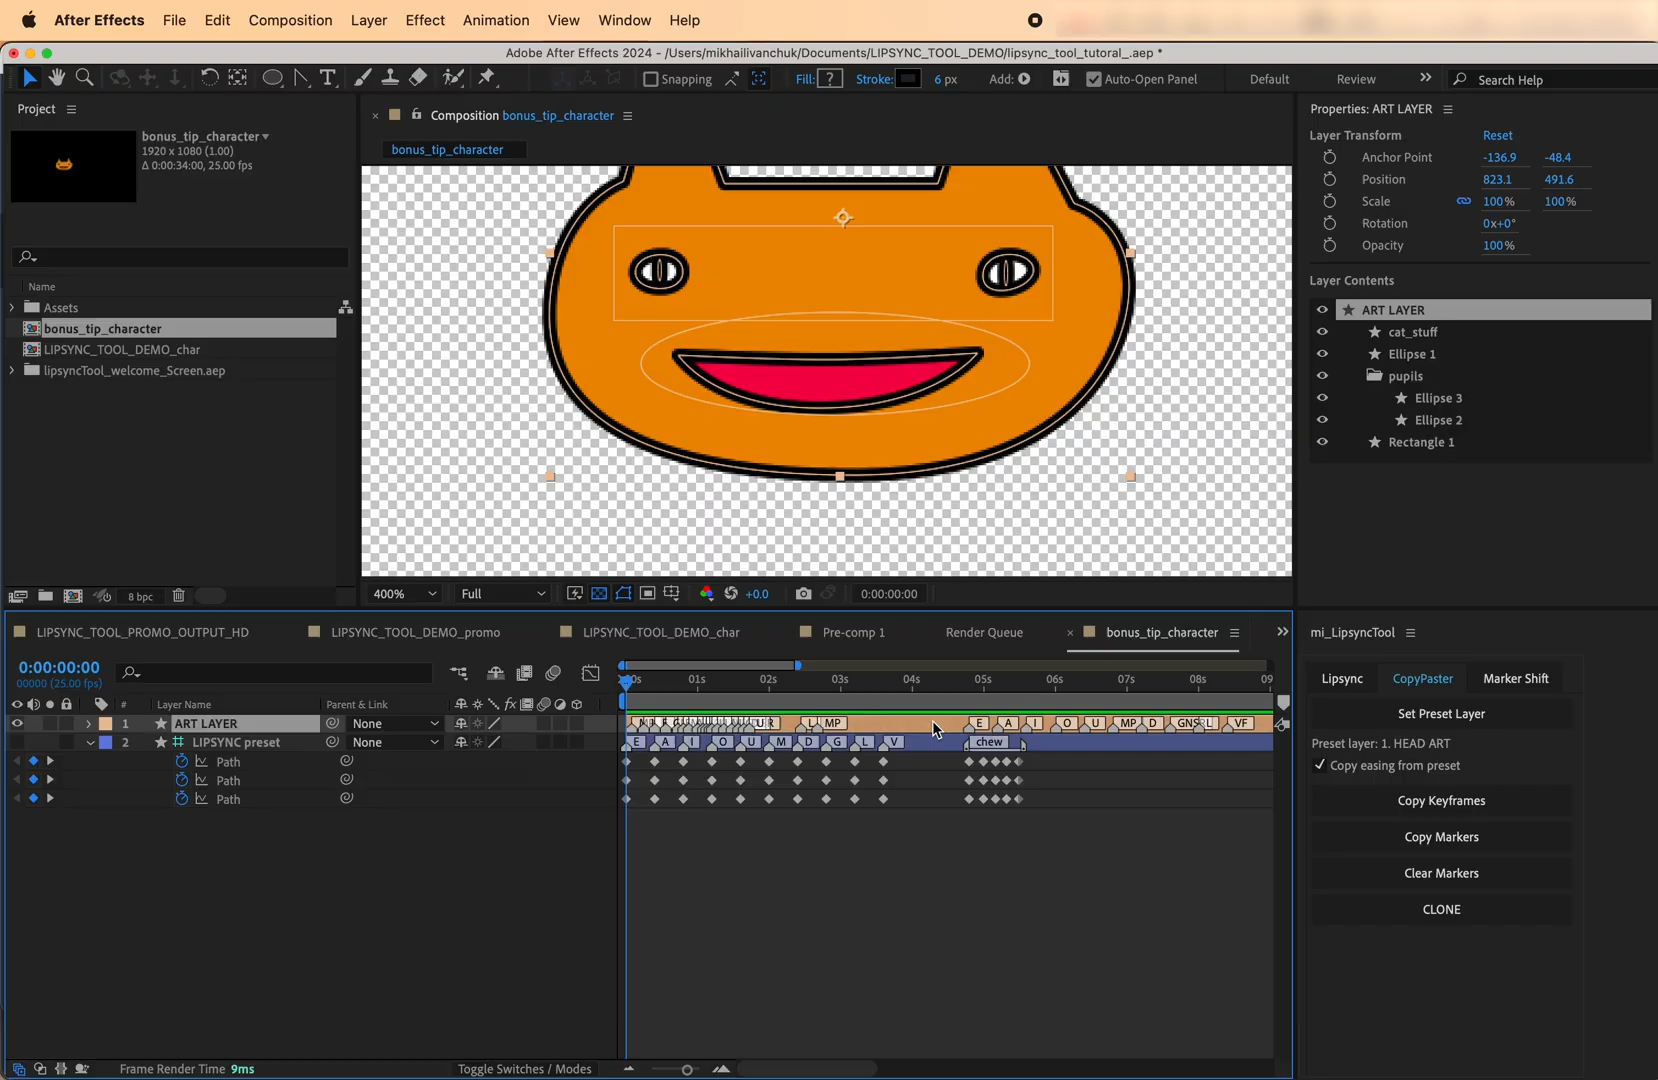 After Effects File Edit Composition Layer Effect Animation View Window Help
Adobe After Effects 2024 - /Users/mikhailivanchuk/Documents/LIPSYNC_TOOL_DEMO/lipsync_tool_tutoral_.aep *
Snapping Fill: ? Stroke: 6 px Add: Auto-Open Panel Default Review Search Help
Project
bonus_tip_character
1920 x 1080 (1.00)
Δ 0:00:34:00, 25.00 fps
Name
Assets
bonus_tip_character
LIPSYNC_TOOL_DEMO_char
lipsyncTool_welcome_Screen.aep
8 bpc
Composition bonus_tip_character
bonus_tip_character
400% Full +0.0 0:00:00:00
Properties: ART LAYER
Layer Transform Reset
Anchor Point -136.9 -48.4
Position 823.1 491.6
Scale 100% 100%
Rotation 0x+0°
Opacity 100%
Layer Contents
ART LAYER
cat_stuff
Ellipse 1
pupils
Ellipse 3
Ellipse 2
Rectangle 1
LIPSYNC_TOOL_PROMO_OUTPUT_HD LIPSYNC_TOOL_DEMO_promo LIPSYNC_TOOL_DEMO_char Pre-comp 1 Render Queue bonus_tip_character
0:00:00:00
00000 (25.00 fps)
0s 01s 02s 03s 04s 05s 06s 07s 08s 09
# Layer Name Parent & Link
1 ART LAYER None L MP E A I O U MP D GNSRL VF
2 LIPSYNC preset None E A I O U M D G L V chew
Path
Path
Path
Frame Render Time 9ms Toggle Switches / Modes
mi_LipsyncTool
Lipsync CopyPaster Marker Shift
Set Preset Layer
Preset layer: 1. HEAD ART
Copy easing from preset
Copy Keyframes
Copy Markers
Clear Markers
CLONE